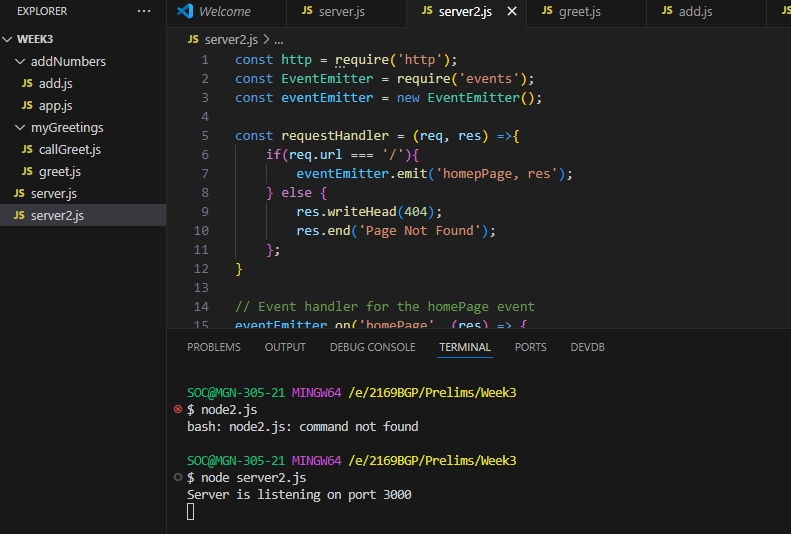 EXPLORER ···
WEEK3
addNumbers
JS add.js
JS app.js
myGreetings
JS callGreet.js
JS greet.js
JS server.js
JS server2.js
Welcome JS server.js JS server2.js × JS greet.js JS add.js JS
JS server2.js > ...
1 const http = require('http');
2 const EventEmitter = require('events');
3 const eventEmitter = new EventEmitter();
4
5 const requestHandler = (req, res) =>{
6 if(req.url === '/'){
7 eventEmitter.emit('homepPage, res');
8 } else {
9 res.writeHead(404);
10 res.end('Page Not Found');
11 };
12 }
13
14 // Event handler for the homePage event
15 eventEmitter.on('homePage', (res) => {
PROBLEMS OUTPUT DEBUG CONSOLE TERMINAL PORTS DEVDB
SOC@MGN-305-21 MINGW64 /e/2169BGP/Prelims/Week3
$ node2.js
bash: node2.js: command not found
SOC@MGN-305-21 MINGW64 /e/2169BGP/Prelims/Week3
$ node server2.js
Server is listening on port 3000